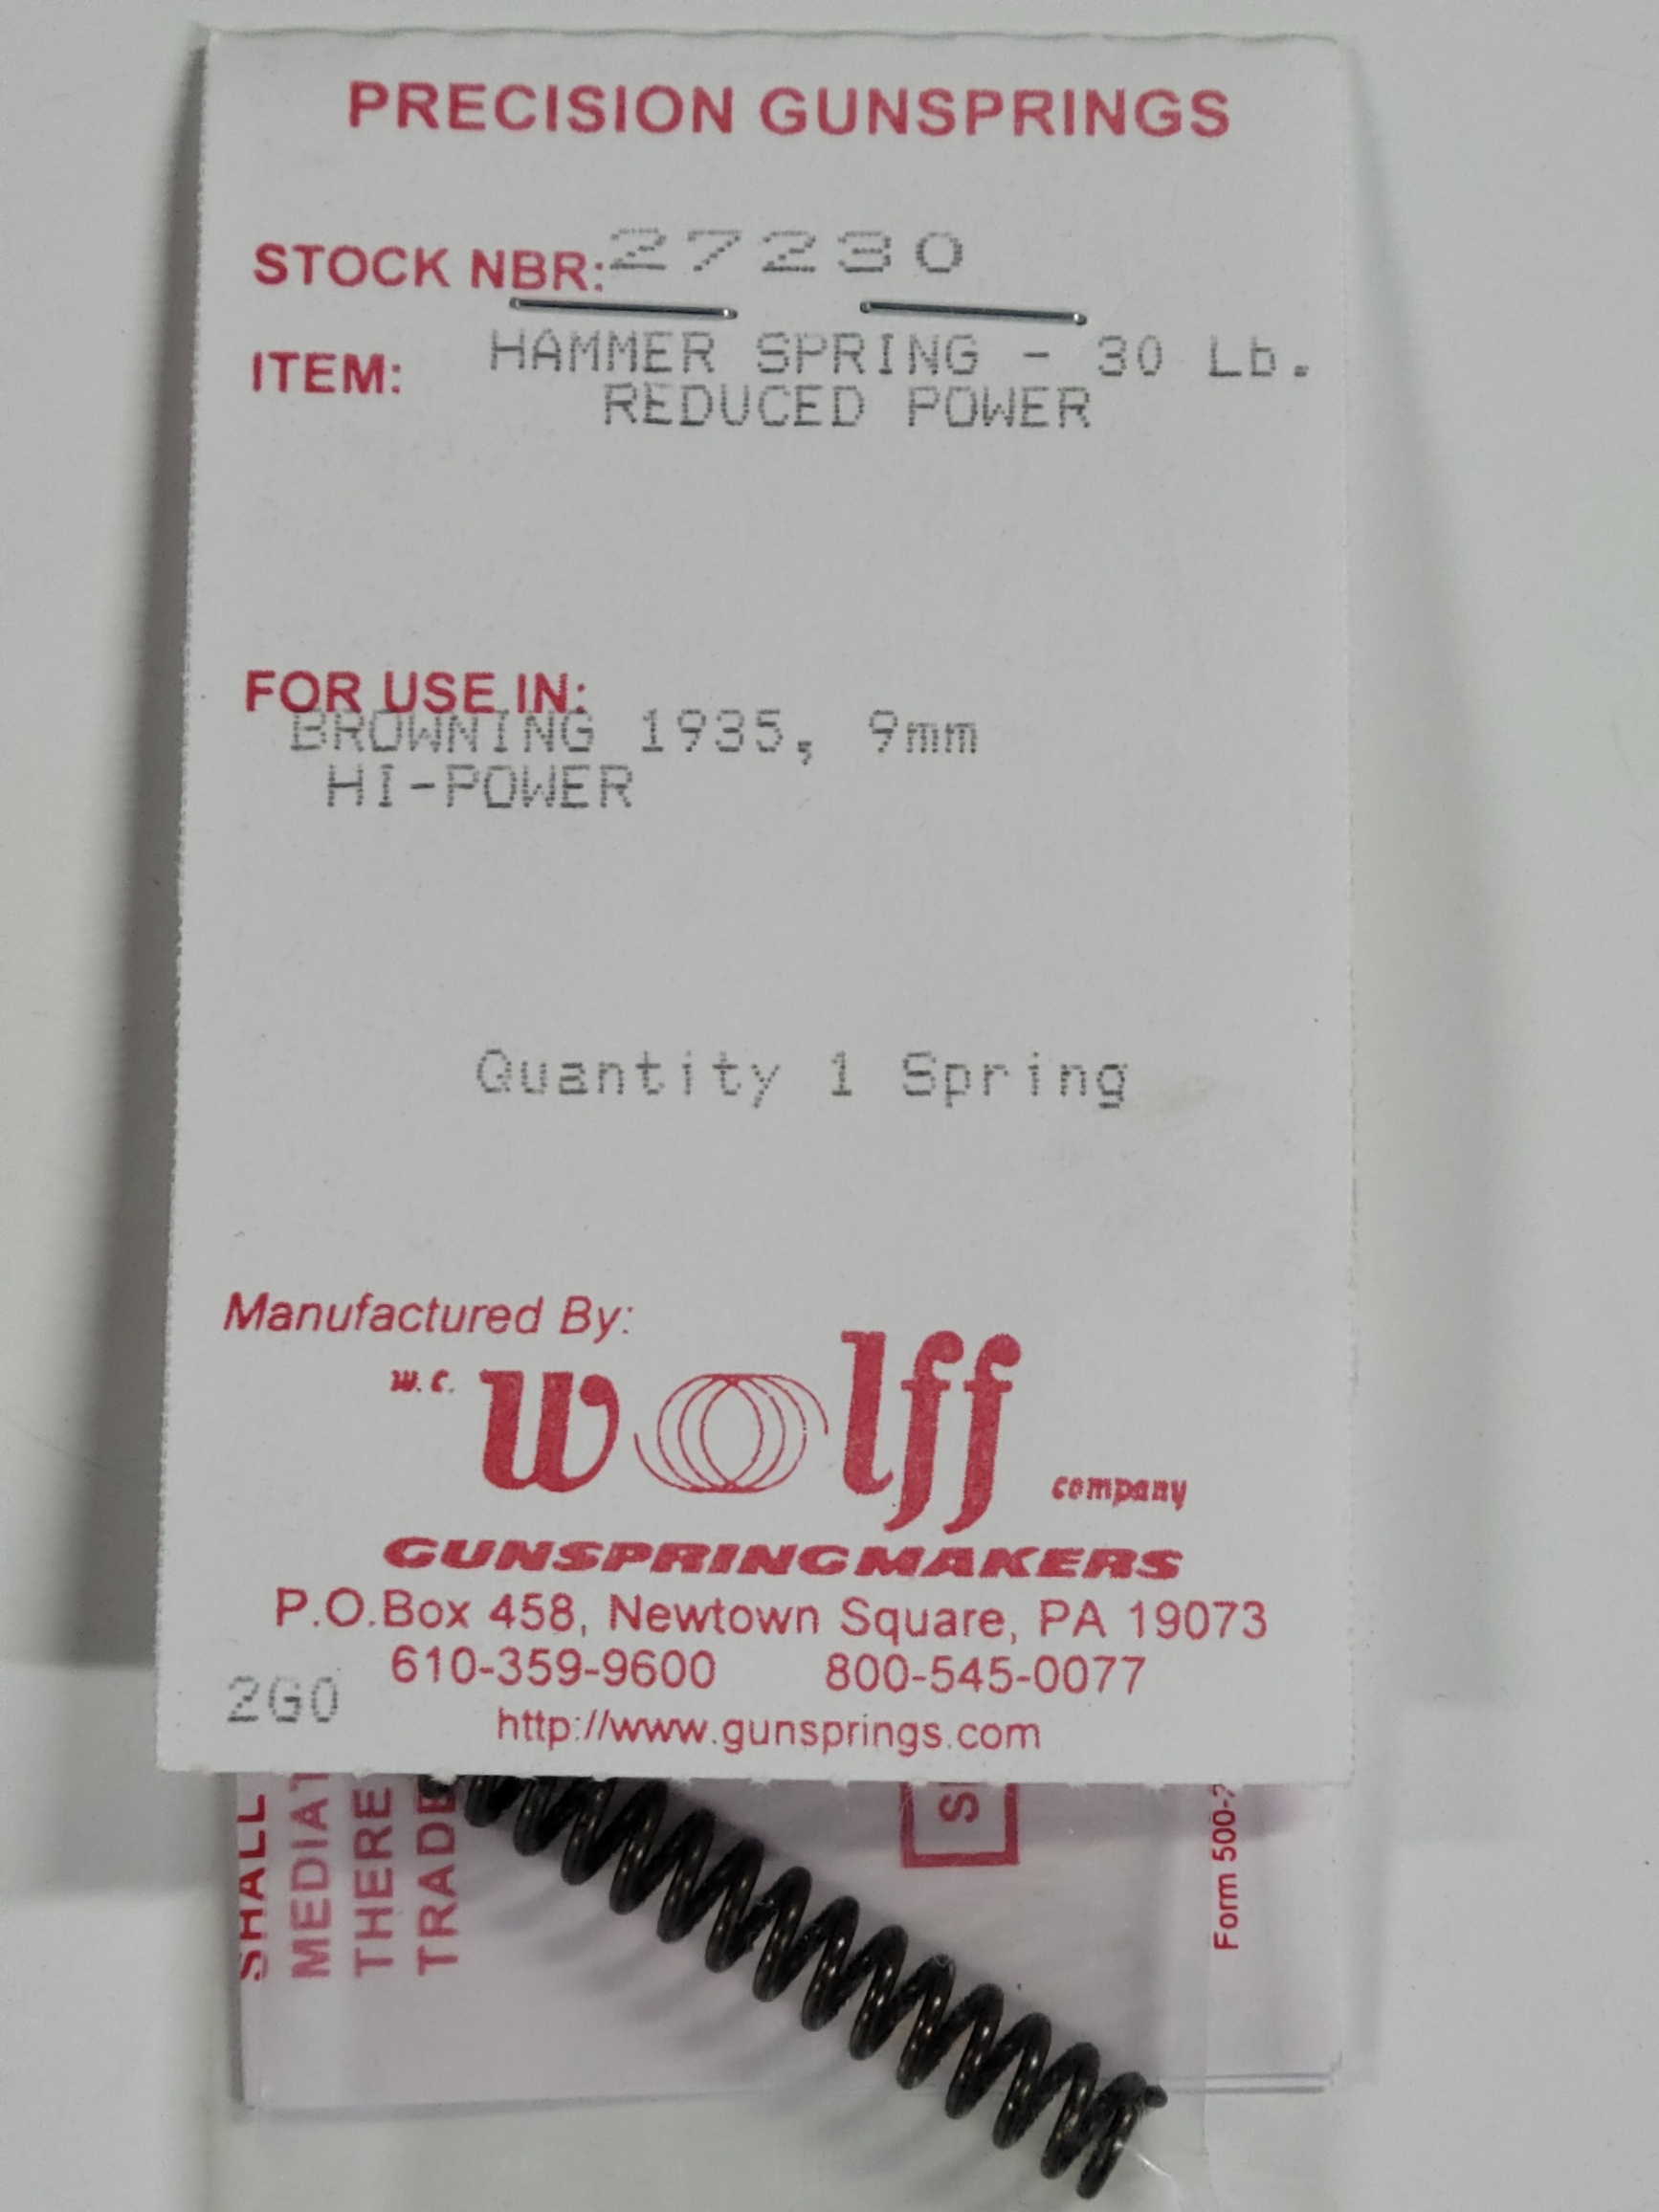 PRECISION GUNSPRINGS
STOCK NBR: 27230
ITEM: HAMMER SPRING - 30 Lb.
REDUCED POWER
FOR USE IN:
BROWNING 1935, 9mm
HI-POWER
Quantity 1 Spring
Manufactured By:
W. C. Wolff company
GUNSPRINGMAKERS
P.O.Box 458, Newtown Square, PA 19073
610-359-9600 800-545-0077
2G0
http://www.gunsprings.com
SHALL
MEDIAT
THERE
TRADE
Form 500-